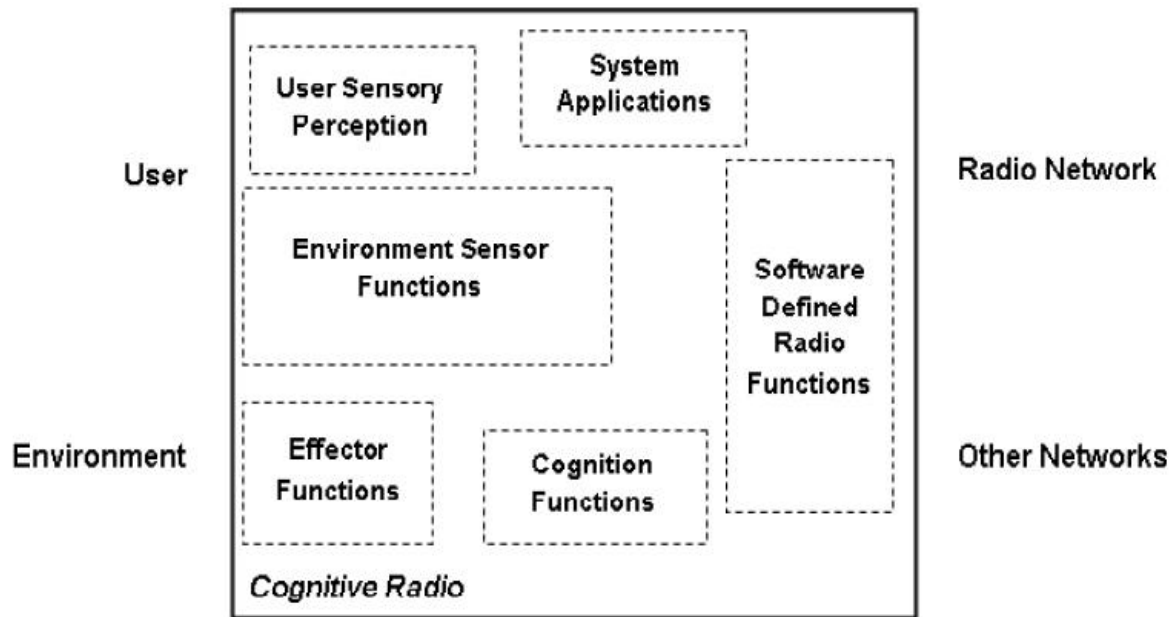 User Sensory
Perception
System
Applications
User
Radio Network
Environment Sensor
Functions
Software
Defined
Radio
Functions
Environment
Effector
Functions
Cognition
Functions
Other Networks
Cognitive Radio